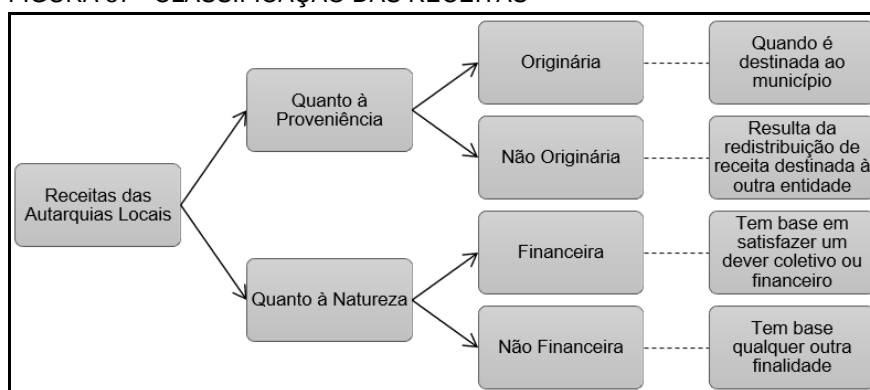 Receitas das
Autarquias Locais
Quanto à
Proveniência
Originária
Quando é
destinada ao
município
Não Originária
Resulta da
redistribuição de
receita destinada à
outra entidade
Quanto à Natureza
Financeira
Tem base em
satisfazer um
dever coletivo ou
financeiro
Não Financeira
Tem base
qualquer outra
finalidade